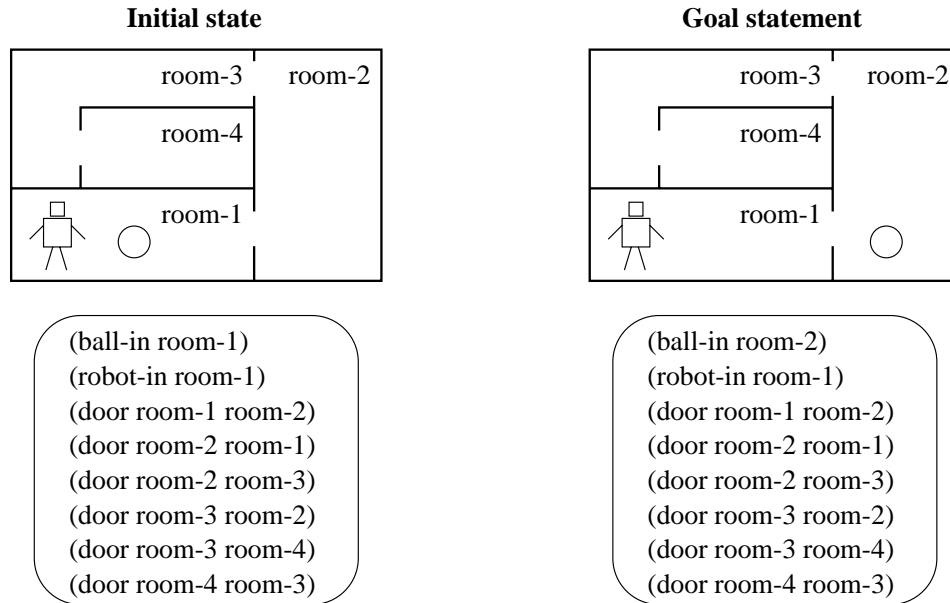 Initial state
room-3
room-2
room-4
room-1
(ball-in room-1)
(robot-in room-1)
(door room-1 room-2)
(door room-2 room-1)
(door room-2 room-3)
(door room-3 room-2)
(door room-3 room-4)
(door room-4 room-3)
Goal statement
room-3
room-2
room-4
room-1
(ball-in room-2)
(robot-in room-1)
(door room-1 room-2)
(door room-2 room-1)
(door room-2 room-3)
(door room-3 room-2)
(door room-3 room-4)
(door room-4 room-3)